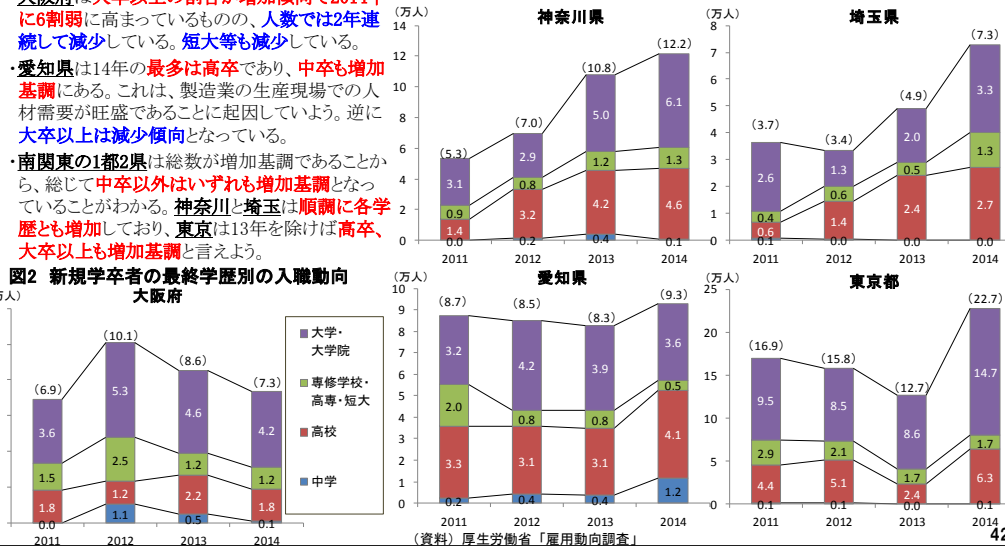 大阪府は大卒以上の割合が増加傾向で2014年
に6割弱に高まっているものの、人数では2年連
続して減少している。短大等も減少している。
・愛知県は14年の最多は高卒であり、中卒も増加
基調にある。これは、製造業の生産現場での人
材需要が旺盛であることに起因していよう。逆に
大卒以上は減少傾向となっている。
・南関東の1都2県は総数が増加基調であることか
ら、総じて中卒以外はいずれも増加基調となっ
ていることがわかる。神奈川と埼玉は順調に各学
歴とも増加しており、東京は13年を除けば高卒、
大卒以上も増加基調と言えよう。
図2 新規学卒者の最終学歴別の入職動向
神奈川県
(万人)
14
12
10
8
6
4
2
0
(5.3) (7.0) (10.8) (12.2)
3.1 2.9 5.0 6.1
0.9 0.8 1.2 1.3
1.4 3.2 4.2 4.6
0.0 0.2 0.4 0.1
2011 2012 2013 2014
埼玉県
(万人)
8
7
6
5
4
3
2
1
0
(3.7) (3.4) (4.9) (7.3)
2.6 1.3 2.0 3.3
0.4 0.6 0.5 1.3
0.6 1.4 2.4 2.7
0.1 0.0 0.0 0.0
2011 2012 2013 2014
大阪府
万人)
(6.9) (10.1) (8.6) (7.3)
3.6 5.3 4.6 4.2
1.5 2.5 1.2 1.2
1.8 1.2 2.2 1.8
0.0 1.1 0.5 0.1
2011 2012 2013 2014
大学・
大学院
専修学校・
高専・短大
高校
中学
愛知県
(万人)
10
9
8
7
6
5
4
3
2
1
0
(8.7) (8.5) (8.3) (9.3)
3.2 4.2 3.9 3.6
2.0 0.8 0.8 0.5
3.3 3.1 3.1 4.1
0.2 0.4 0.4 1.2
2011 2012 2013 2014
東京都
(万人)
25
20
15
10
5
0
(16.9) (15.8) (12.7) (22.7)
9.5 8.5 8.6 14.7
2.9 2.1 1.7 1.7
4.4 5.1 2.4 6.3
0.1 0.1 0.0 0.1
2011 2012 2013 2014
(資料)厚生労働省「雇用動向調査」
42